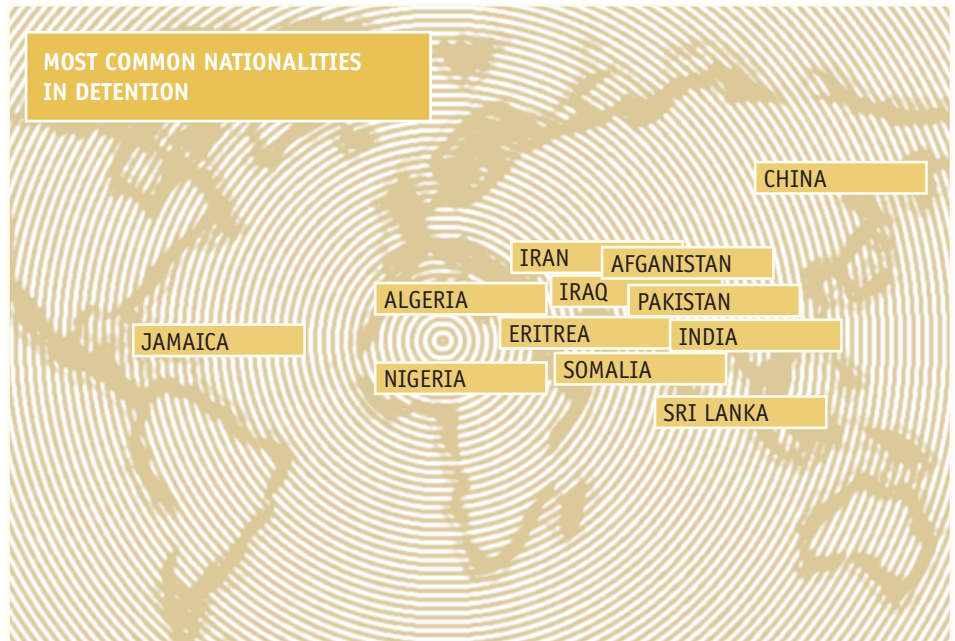 MOST COMMON NATIONALITIES
IN DETENTION
CHINA
IRAN
AFGANISTAN
IRAQ
ALGERIA
PAKISTAN
JAMAICA
ERITREA
INDIA
NIGERIA
SOMALIA
SRI LANKA